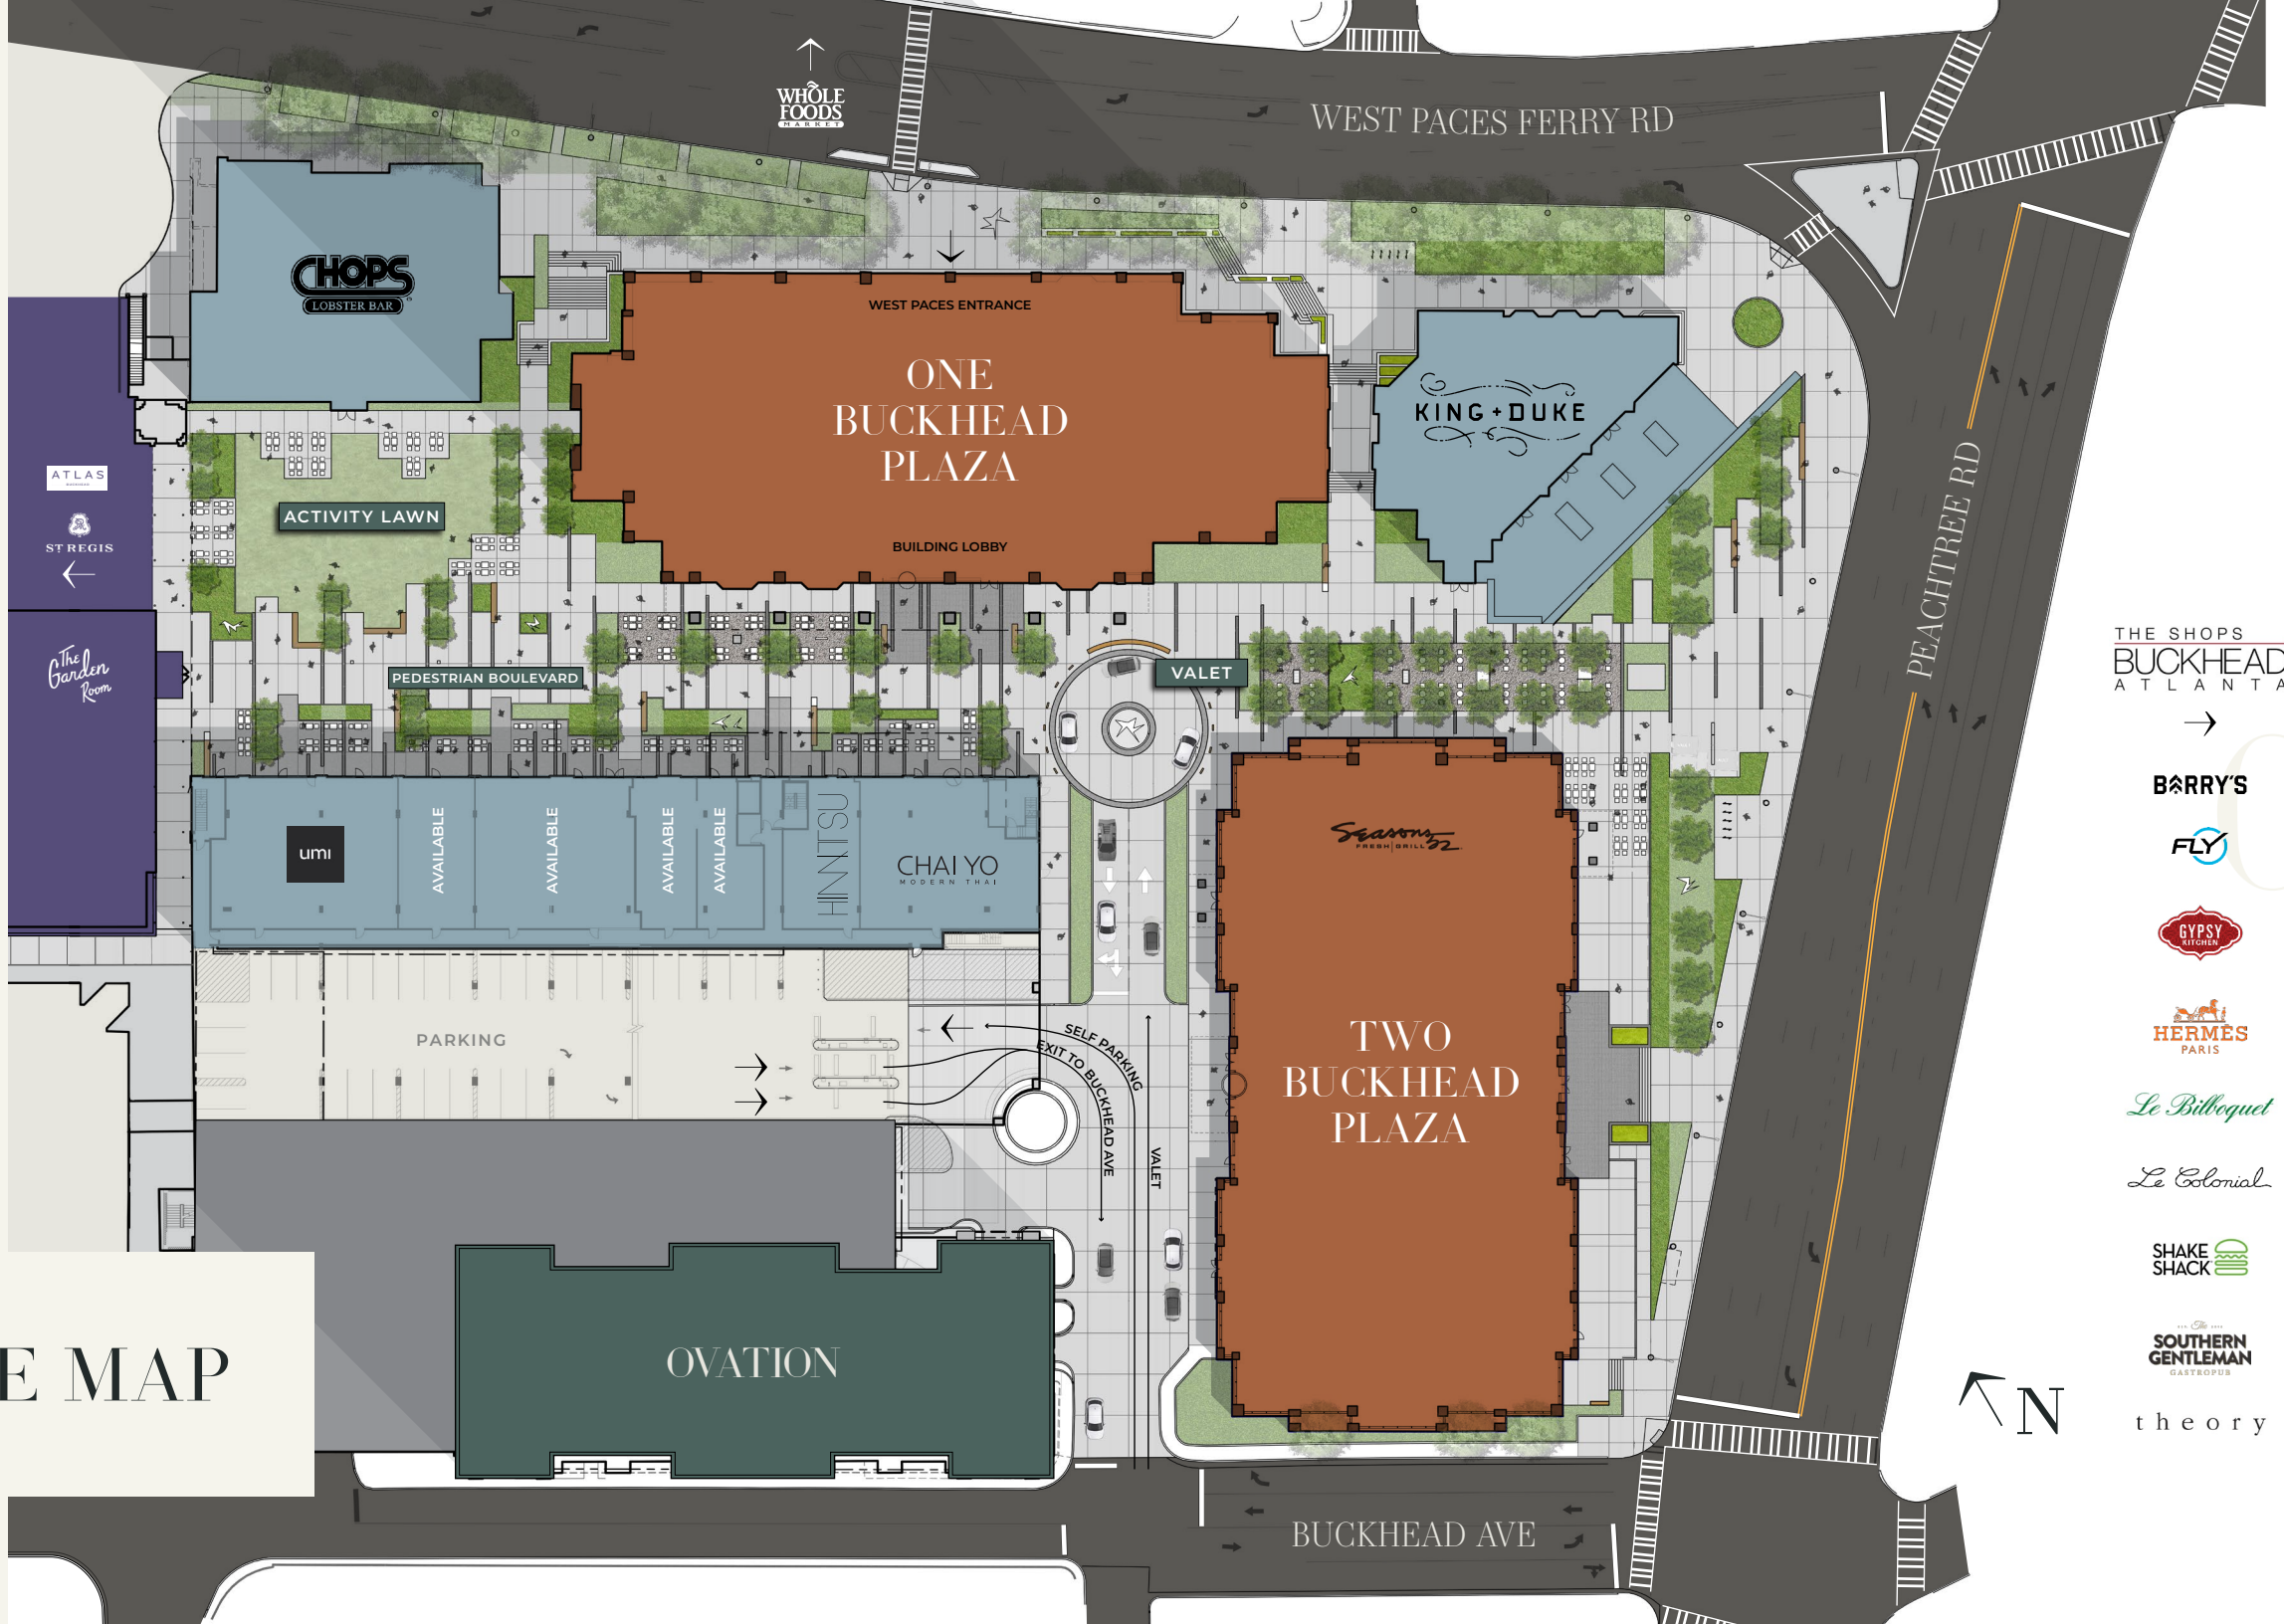 WHOLE
FOODS
MARKET
WEST PACES FERRY RD
CHOPS
LOBSTER BAR
WEST PACES ENTRANCE
ONE
BUCKHEAD
PLAZA
BUILDING LOBBY
KING + DUKE
PEACHTREE RD
ATLAS
ST REGIS
ACTIVITY LAWN
The
Garden
Room
PEDESTRIAN BOULEVARD
VALET
umi
AVAILABLE
AVAILABLE
AVAILABLE
AVAILABLE
HINNTSU
CHAI YO
MODERN THAI
Seasons 52
FRESH GRILL
TWO
BUCKHEAD
PLAZA
PARKING
SELF PARKING
EXIT TO BUCKHEAD AVE
VALET
OVATION
E MAP
BUCKHEAD AVE
THE SHOPS
BUCKHEAD
ATLANTA
BARRY'S
FLY
GYPSY
KITCHEN
HERMÈS
PARIS
Le Bilboquet
Le Colonial
SHAKE
SHACK
The
SOUTHERN
GENTLEMAN
GASTROPUB
theory
N